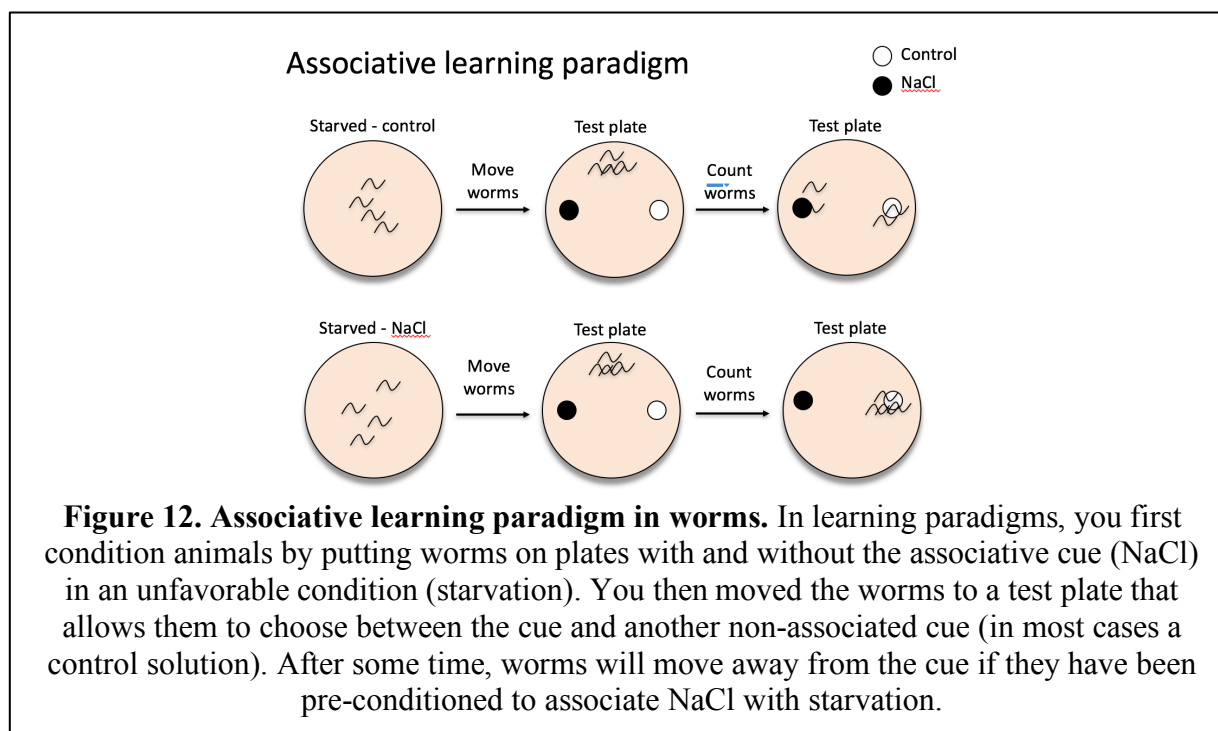 Associative learning paradigm
Control
NaCl
Starved - control
Test plate
Test plate
Move
worms
Count
worms
Starved - NaCl
Test plate
Test plate
Move
worms
Count
worms
Figure 12. Associative learning paradigm in worms. In learning paradigms, you first
condition animals by putting worms on plates with and without the associative cue (NaCl)
in an unfavorable condition (starvation). You then moved the worms to a test plate that
allows them to choose between the cue and another non-associated cue (in most cases a
control solution). After some time, worms will move away from the cue if they have been
pre-conditioned to associate NaCl with starvation.